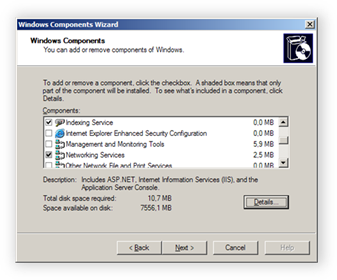 Windows Components Wizard
Windows Components
You can add or remove components of Windows.
To add or remove a component, click the checkbox. A shaded box means that only
part of the component will be installed. To see what's included in a component, click
Details.
Components:
Indexing Service 0,0 MB
Internet Explorer Enhanced Security Configuration 0,0 MB
Management and Monitoring Tools 5.9 MB
Networking Services 2.5 MB
Other Network File and Print Services 0.0 MB
Description: Includes ASP.NET, Internet Information Services (IIS), and the
Application Server Console.
Total disk space required: 10,7 MB
Space available on disk: 7556,1 MB
Details...
< Back
Next >
Cancel
Help